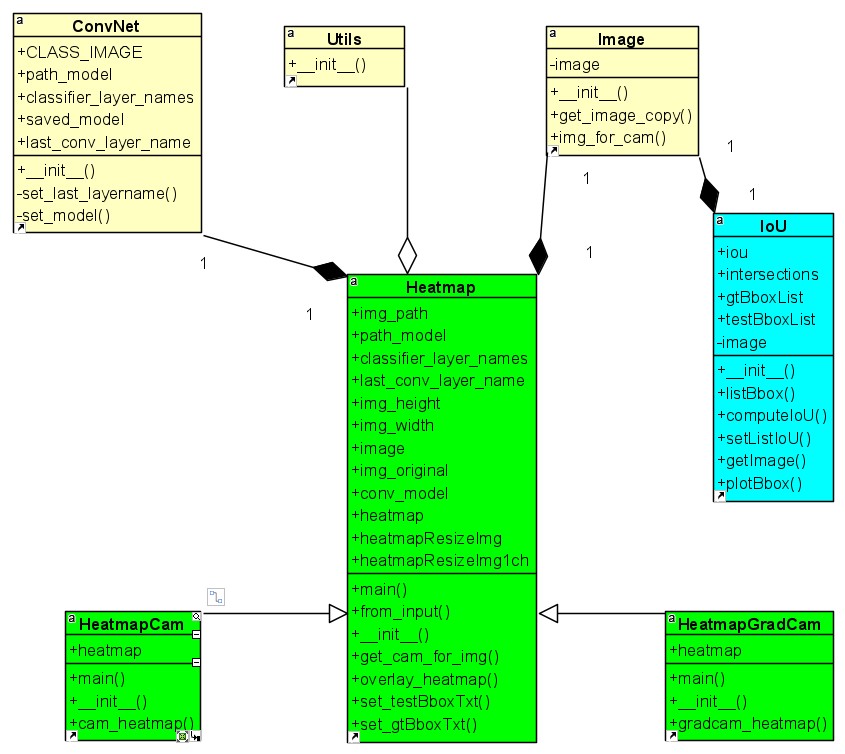 a
ConvNet
+CLASS_IMAGE
+path_model
+classifier_layer_names
+saved_model
+last_conv_layer_name
+__init__()
-set_last_layername()
-set_model()
a
Utils
+__init__()
a
Image
-image
+__init__()
+get_image_copy()
+img_for_cam()
1
1
1
1
1
1
a
IoU
+iou
+intersections
+gtBboxList
+testBboxList
-image
+__init__()
+listBbox()
+computeIoU()
+setListIoU()
+getImage()
+plotBbox()
a
Heatmap
+img_path
+path_model
+classifier_layer_names
+last_conv_layer_name
+img_height
+img_width
+image
+img_original
+conv_model
+heatmap
+heatmapResizeImg
+heatmapResizeImg1ch
+main()
+from_input()
+__init__()
+get_cam_for_img()
+overlay_heatmap()
+set_testBboxTxt()
+set_gtBboxTxt()
a
HeatmapCam
+heatmap
+main()
+__init__()
+cam_heatmap()
a
HeatmapGradCam
+heatmap
+main()
+__init__()
+gradcam_heatmap()